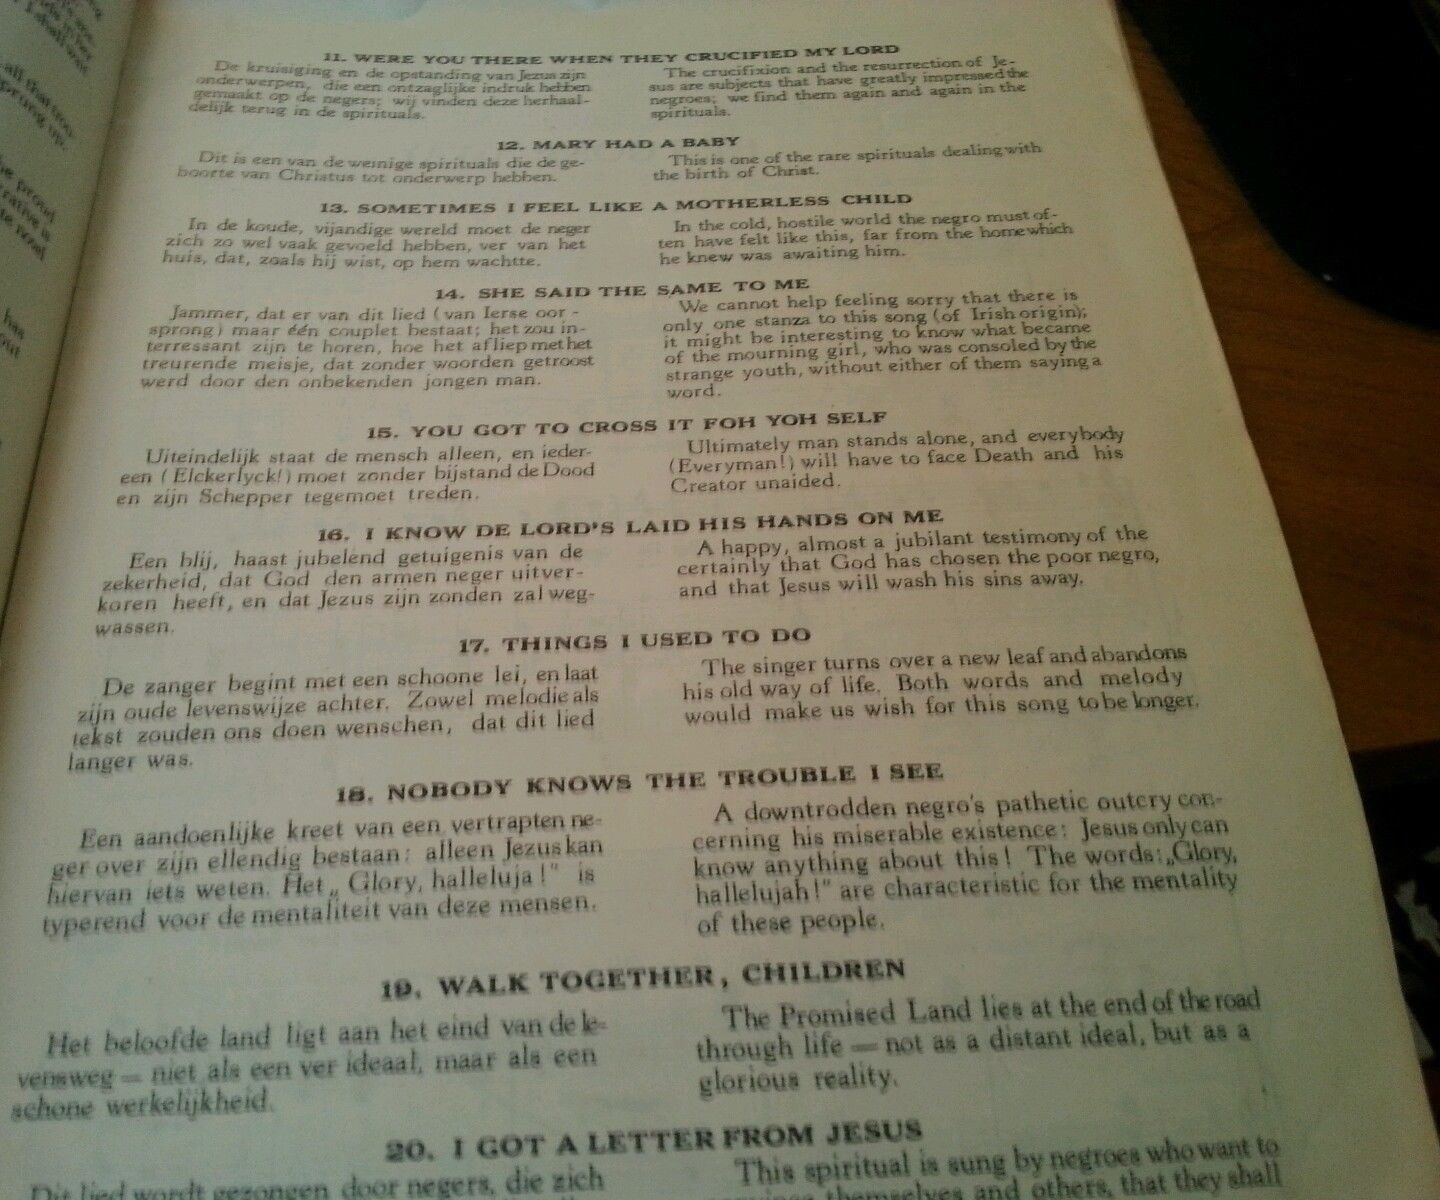 11. WERE YOU THERE WHEN THEY CRUCIFIED MY LORD
De kruisiging en de opstanding van Jezus zijn
onderwerpen, die een ontzaglijke indruk hebben
gemaakt op de negers; wij vinden deze herhaal-
delijk terug in de spirituals.
The crucifixion and the resurrection of Je-
sus are subjects that have greatly impressed the
negroes; we find them again and again in the
spirituals.
12. MARY HAD A BABY
Dit is een van de weinige spirituals die de ge-
boorte van Christus tot onderwerp hebben.
This is one of the rare spirituals dealing with
the birth of Christ.
13. SOMETIMES I FEEL LIKE A MOTHERLESS CHILD
In de koude, vijandige wereld moet de neger
zich zo wel vaak gevoeld hebben, ver van het
huis, dat, zoals hij wist, op hem wachtte.
In the cold, hostile world the negro must of-
ten have felt like this, far from the home which
he knew was awaiting him.
14. SHE SAID THE SAME TO ME
Jammer, dat er van dit lied (van Ierse oor-
sprong) maar één couplet bestaat; het zou in-
terressant zijn te horen, hoe het afliep met het
treurende meisje, dat zonder woorden getroost
werd door den onbekenden jongen man.
We cannot help feeling sorry that there is
only one stanza to this song (of Irish origin);
it might be interesting to know what became
of the mourning girl, who was consoled by the
strange youth, without either of them saying a
word.
15. YOU GOT TO CROSS IT FOH YOH SELF
Uiteindelijk staat de mensch alleen, en ieder-
een (Elckerlyck!) moet zonder bijstand de Dood
en zijn Schepper tegemoet treden.
Ultimately man stands alone, and everybody
(Everyman!) will have to face Death and his
Creator unaided.
16. I KNOW DE LORD'S LAID HIS HANDS ON ME
Een blij, haast jubelend getuigenis van de
zekerheid, dat God den armen neger uitver-
koren heeft, en dat Jezus zijn zonden zal weg-
wassen.
A happy, almost a jubilant testimony of the
certainly that God has chosen the poor negro,
and that Jesus will wash his sins away.
17. THINGS I USED TO DO
De zanger begint met een schoone lei, en laat
zijn oude levenswijze achter. Zowel melodie als
tekst zouden ons doen wenschen, dat dit lied
langer was.
The singer turns over a new leaf and abandons
his old way of life. Both words and melody
would make us wish for this song to be longer.
18. NOBODY KNOWS THE TROUBLE I SEE
Een aandoenlijke kreet van een vertrapten ne-
ger over zijn ellendig bestaan: alleen Jezus kan
hiervan iets weten. Het „ Glory, halleluja!" is
typerend voor de mentaliteit van deze mensen.
A downtrodden negro's pathetic outcry con-
cerning his miserable existence: Jesus only can
know anything about this! The words: „Glory,
hallelujah!" are characteristic for the mentality
of these people.
19. WALK TOGETHER, CHILDREN
Het beloofde land ligt aan het eind van de le-
vensweg — niet als een ver ideaal, maar als een
schone werkelijkheid.
The Promised Land lies at the end of the road
through life — not as a distant ideal, but as a
glorious reality.
20. I GOT A LETTER FROM JESUS
Dit lied wordt gezongen door negers, die zich
This spiritual is sung by negroes who want to
themselves and others, that they shall